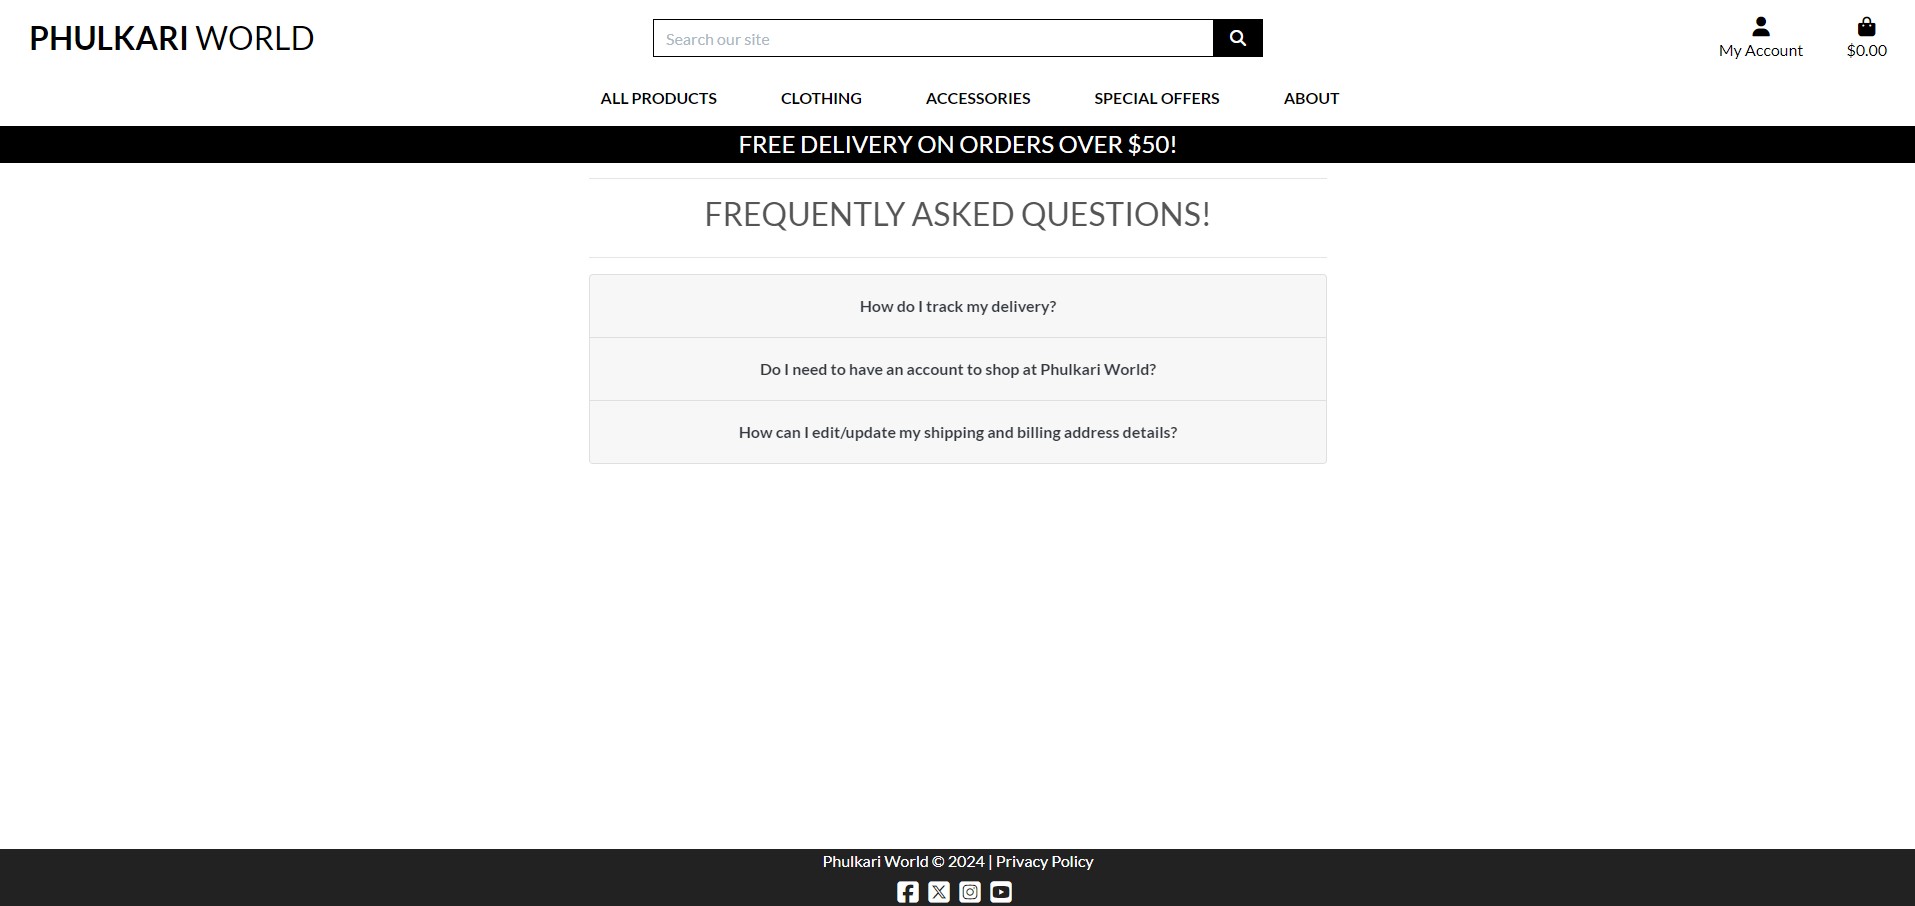 PHULKARI WORLD
Search our site
My Account
$0.00
ALL PRODUCTS CLOTHING ACCESSORIES SPECIAL OFFERS ABOUT
FREE DELIVERY ON ORDERS OVER $50!
FREQUENTLY ASKED QUESTIONS!
How do I track my delivery?
Do I need to have an account to shop at Phulkari World?
How can I edit/update my shipping and billing address details?
Phulkari World © 2024 | Privacy Policy